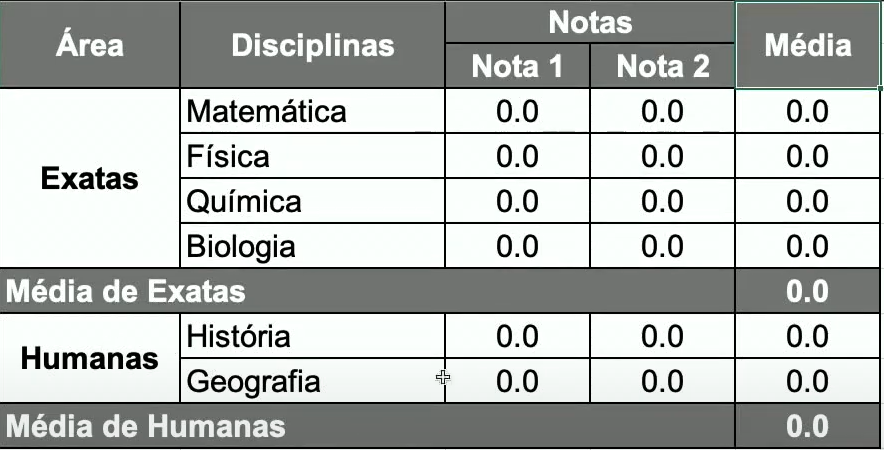 Área Disciplinas Notas Média
Nota 1 Nota 2
Exatas Matemática 0.0 0.0 0.0
Física 0.0 0.0 0.0
Química 0.0 0.0 0.0
Biologia 0.0 0.0 0.0
Média de Exatas 0.0
Humanas História 0.0 0.0 0.0
Geografia 0.0 0.0 0.0
Média de Humanas 0.0